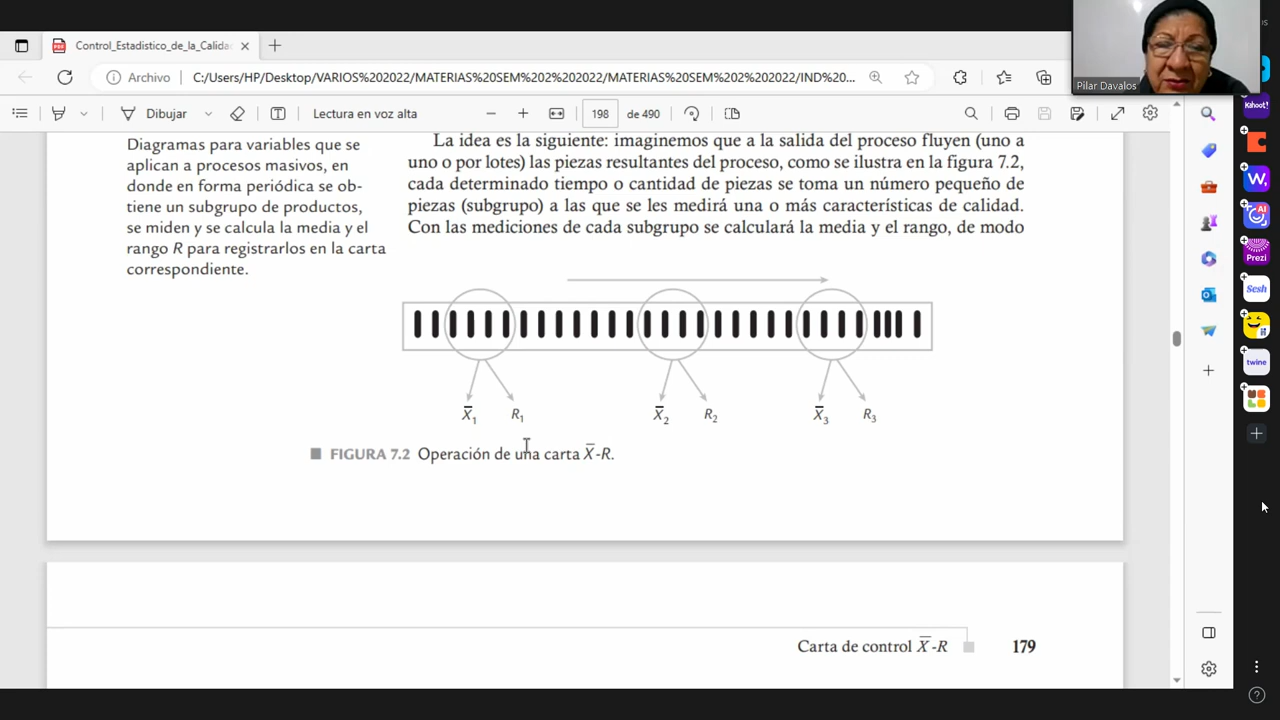 Control_Estadistico_de_la_Calida
Archivo
C:/Users/HP/Desktop/VARIOS%202022/MATERIAS%20SEM%202%202022/MATERIAS%20SEM%202%202022/IND%20...
Pilar Davalos
Dibujar
Lectura en voz alta
198 de 490
Diagramas para variables que se
aplican a procesos masivos, en
donde en forma periódica se ob-
tiene un subgrupo de productos,
se miden y se calcula la media y el
rango R para registrarlos en la carta
correspondiente.
La idea es la siguiente: imaginemos que a la salida del proceso fluyen (uno a
uno o por lotes) las piezas resultantes del proceso, como se ilustra en la figura 7.2,
cada determinado tiempo o cantidad de piezas se toma un número pequeño de
piezas (subgrupo) a las que se les medirá una o más características de calidad.
Con las mediciones de cada subgrupo se calculará la media y el rango, de modo
X̅₁ R₁ X̅₂ R₂ X̅₃ R₃
FIGURA 7.2 Operación de una carta X̅-R.
Carta de control X̅-R 179
Kahoot!
W,
AI
Prezi
Sesh
twine